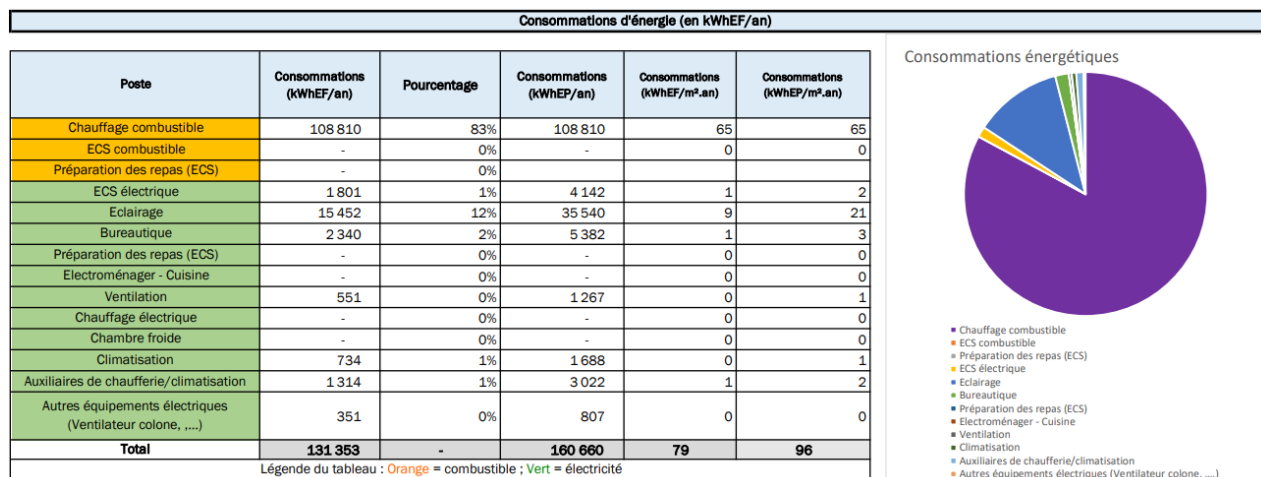 Consommations d'énergie (en kWhEF/an)
Poste Consommations (kWhEF/an) Pourcentage Consommations (kWhEP/an) Consommations (kWhEF/m².an) Consommations (kWhEP/m².an)
Chauffage combustible 108 810 83% 108 810 65 65
ECS combustible - 0% - 0 0
Préparation des repas (ECS) - 0%
ECS électrique 1 801 1% 4 142 1 2
Eclairage 15 452 12% 35 540 9 21
Bureautique 2 340 2% 5 382 1 3
Préparation des repas (ECS) - 0% - 0 0
Electroménager - Cuisine - 0% - 0 0
Ventilation 551 0% 1 267 0 1
Chauffage électrique - 0% - 0 0
Chambre froide - 0% - 0 0
Climatisation 734 1% 1 688 0 1
Auxiliaires de chaufferie/climatisation 1 314 1% 3 022 1 2
Autres équipements électriques
(Ventilateur colone, ,...) 351 0% 807 0 0
Total 131 353 - 160 660 79 96
Légende du tableau : Orange = combustible ; Vert = électricité
Consommations énergétiques
Chauffage combustible
ECS combustible
Préparation des repas (ECS)
ECS électrique
Eclairage
Bureautique
Préparation des repas (ECS)
Electroménager - Cuisine
Ventilation
Climatisation
Auxiliaires de chaufferie/climatisation
Autres équipements électriques (Ventilateur colone, ,...)